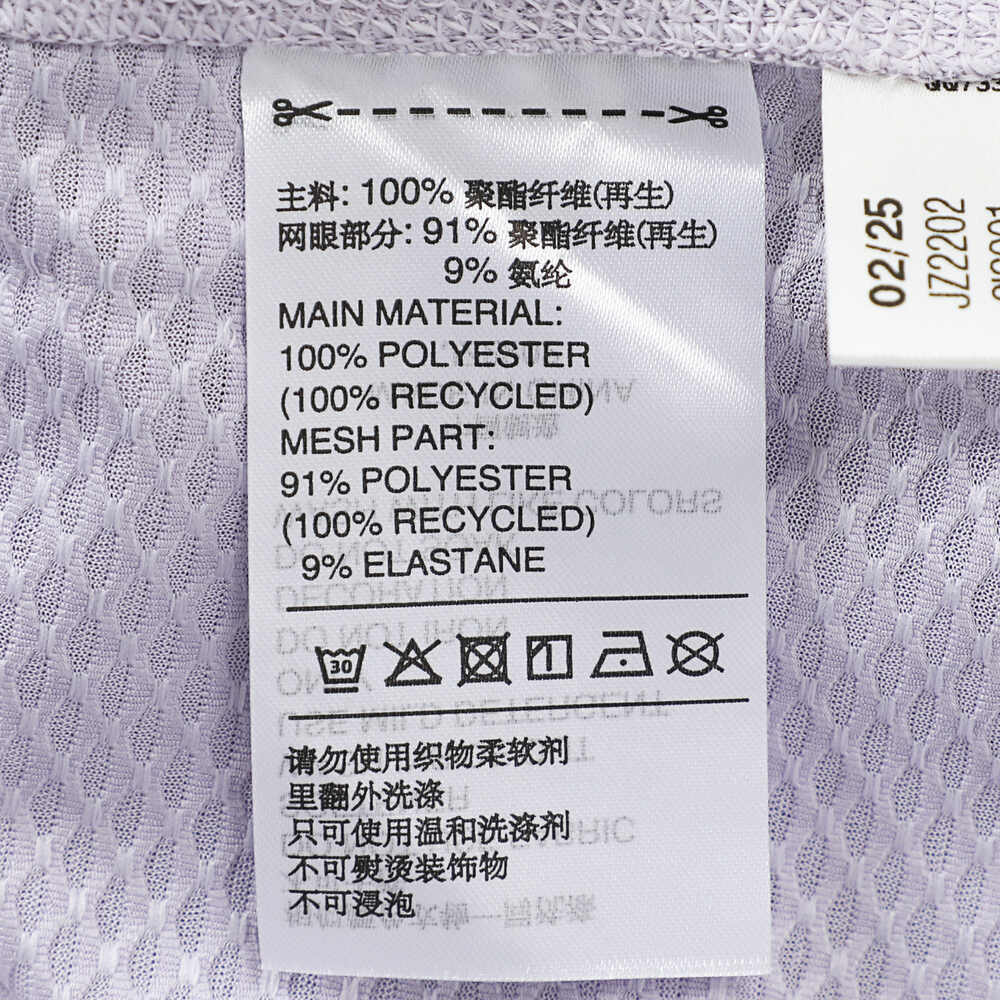 主料: 100% 聚酯纤维(再生)
网眼部分: 91% 聚酯纤维(再生)
9% 氨纶
MAIN MATERIAL:
100% POLYESTER
(100% RECYCLED)
MESH PART:
91% POLYESTER
(100% RECYCLED)
9% ELASTANE
30
请勿使用织物柔软剂
里翻外洗涤
只可使用温和洗涤剂
不可熨烫装饰物
不可浸泡
02/25
JZ2202